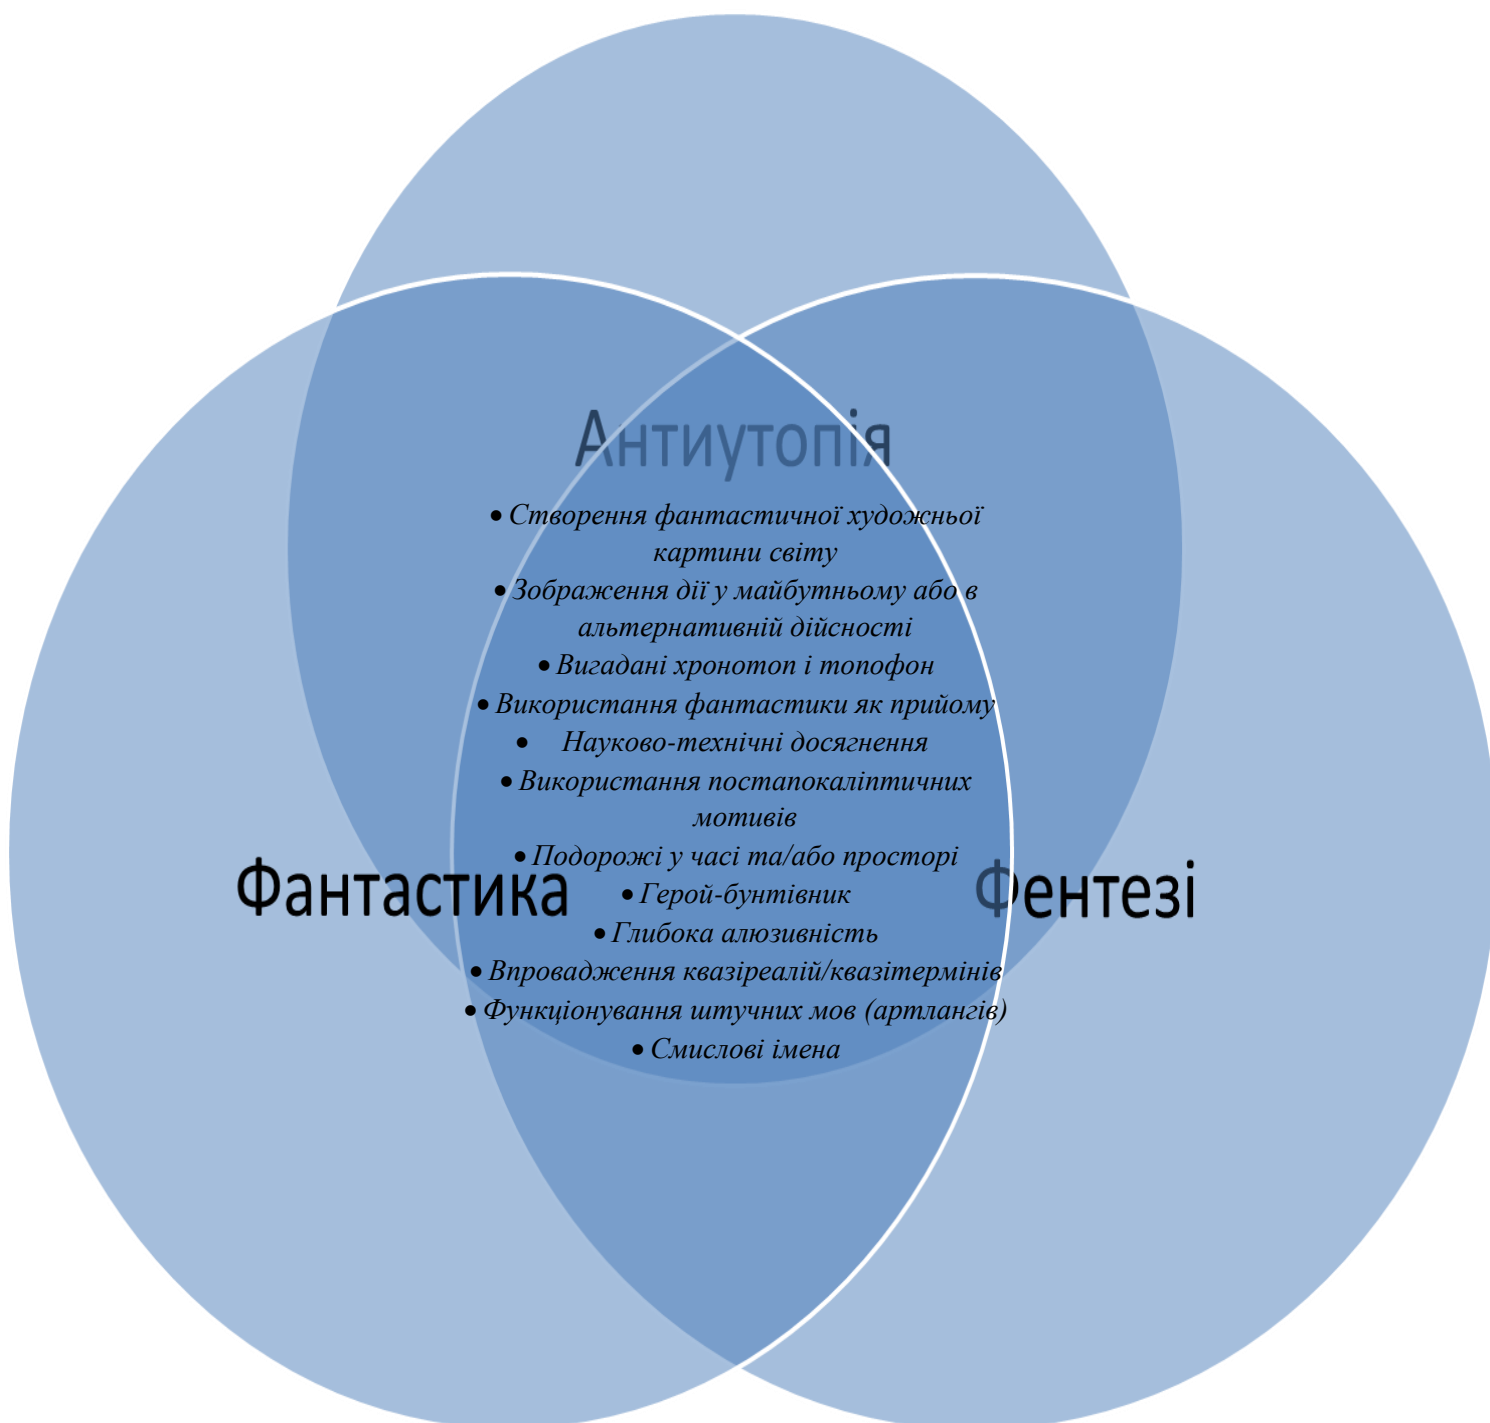 Антиутопія
• Створення фантастичної художньої
картини світу
• Зображення дії у майбутньому або в
альтернативній дійсності
• Вигадані хронотоп і топофон
• Використання фантастики як прийому
• Науково-технічні досягнення
• Використання постапокаліптичних
мотивів
• Подорожі у часі та/або просторі
Фантастика
• Герой-бунтівник
Фентезі
• Глибока алюзивність
• Впровадження квазіреалій/квазітермінів
• Функціонування штучних мов (артлангів)
• Смислові імена